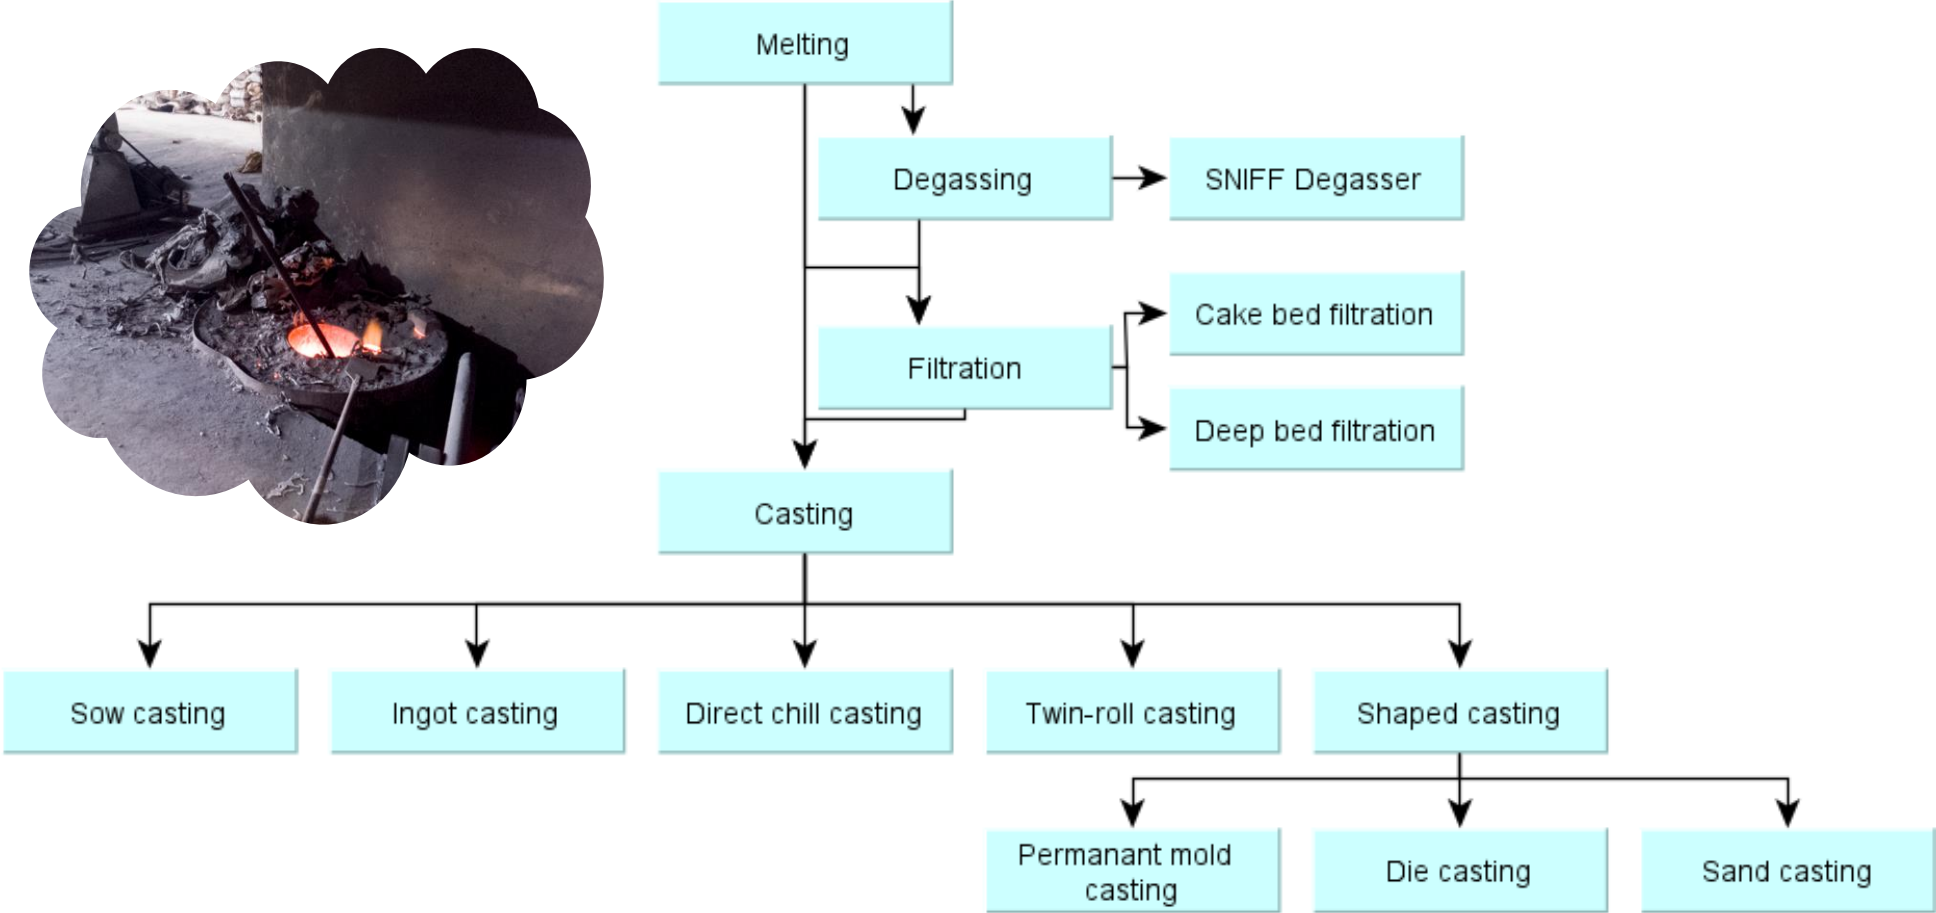 Melting
Degassing
SNIFF Degasser
Cake bed filtration
Filtration
Deep bed filtration
Casting
Sow casting
Ingot casting
Direct chill casting
Twin-roll casting
Shaped casting
Permanant mold
casting
Die casting
Sand casting